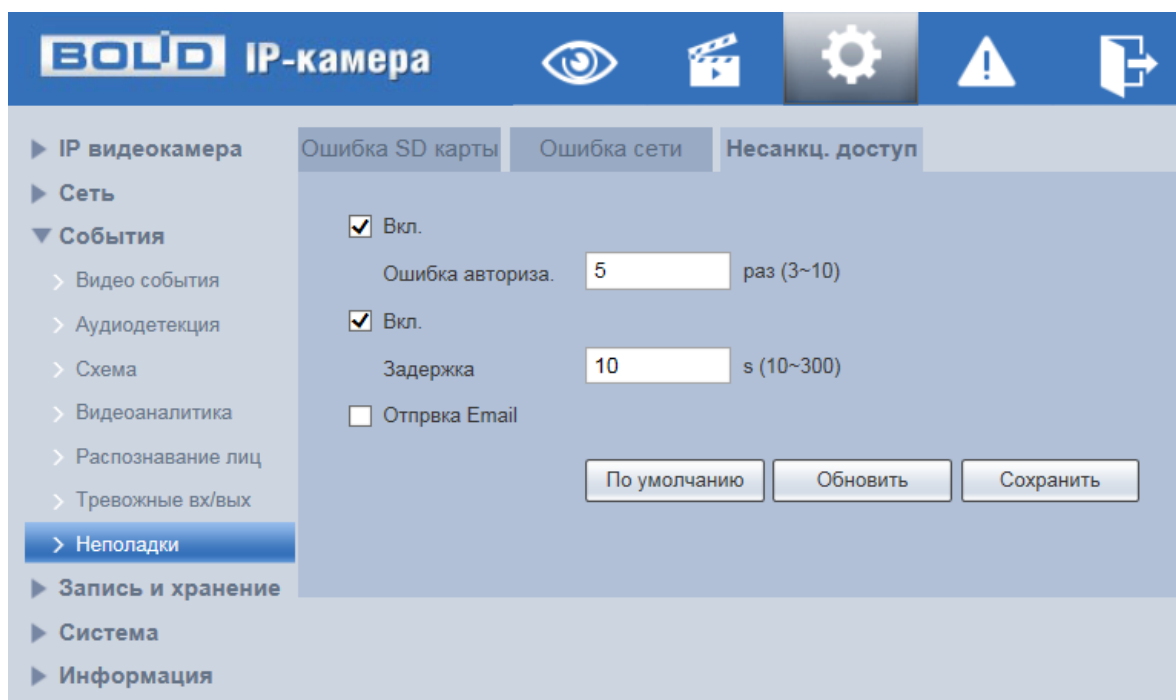 BOLID IP-камера
IP видеокамера
Сеть
События
Видео события
Аудиодетекция
Схема
Видеоаналитика
Распознавание лиц
Тревожные вх/вых
Неполадки
Запись и хранение
Система
Информация
Ошибка SD карты Ошибка сети Несанкц. доступ
Вкл.
Ошибка авториза. 5 раз (3~10)
Вкл.
Задержка 10 s (10~300)
Отпрвка Email
По умолчанию Обновить Сохранить